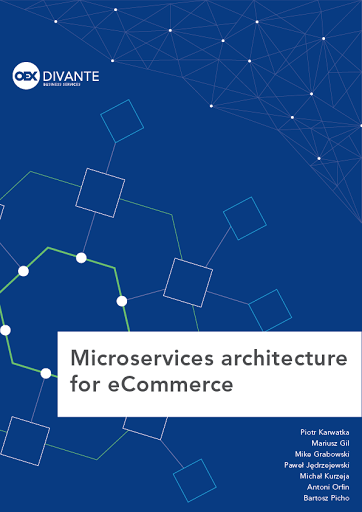 OEX DIVANTE
BUSINESS SERVICES
Microservices architecture
for eCommerce
Piotr Karwatka
Mariusz Gil
Mike Grabowski
Paweł Jędrzejewski
Michał Kurzeja
Antoni Orfin
Bartosz Picho